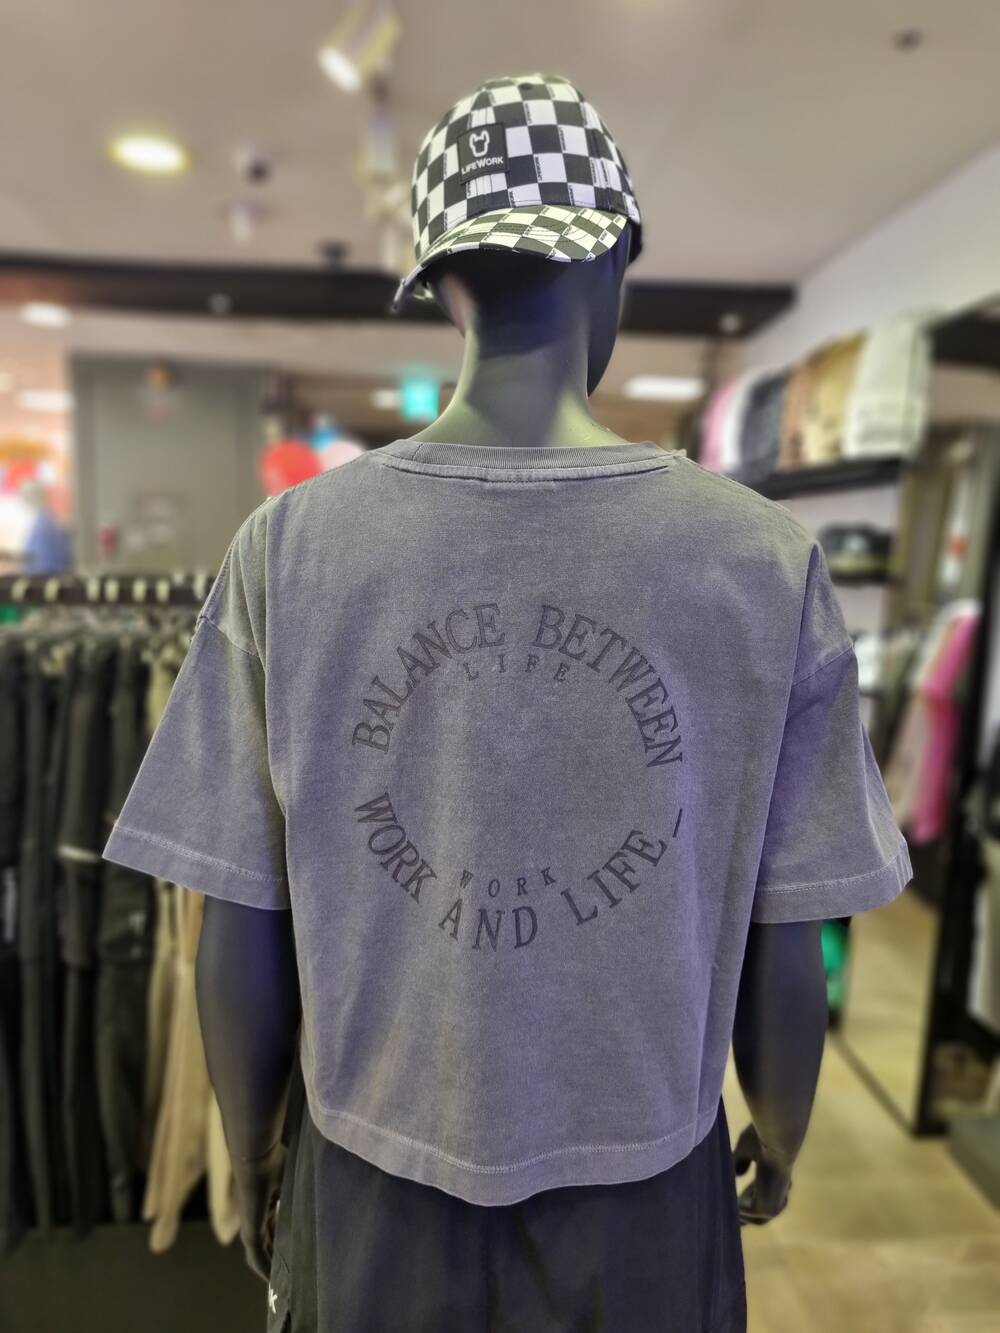 LIFEWORK
BALANCE BETWEEN
LIFE
WORK
WORK AND LIFE_